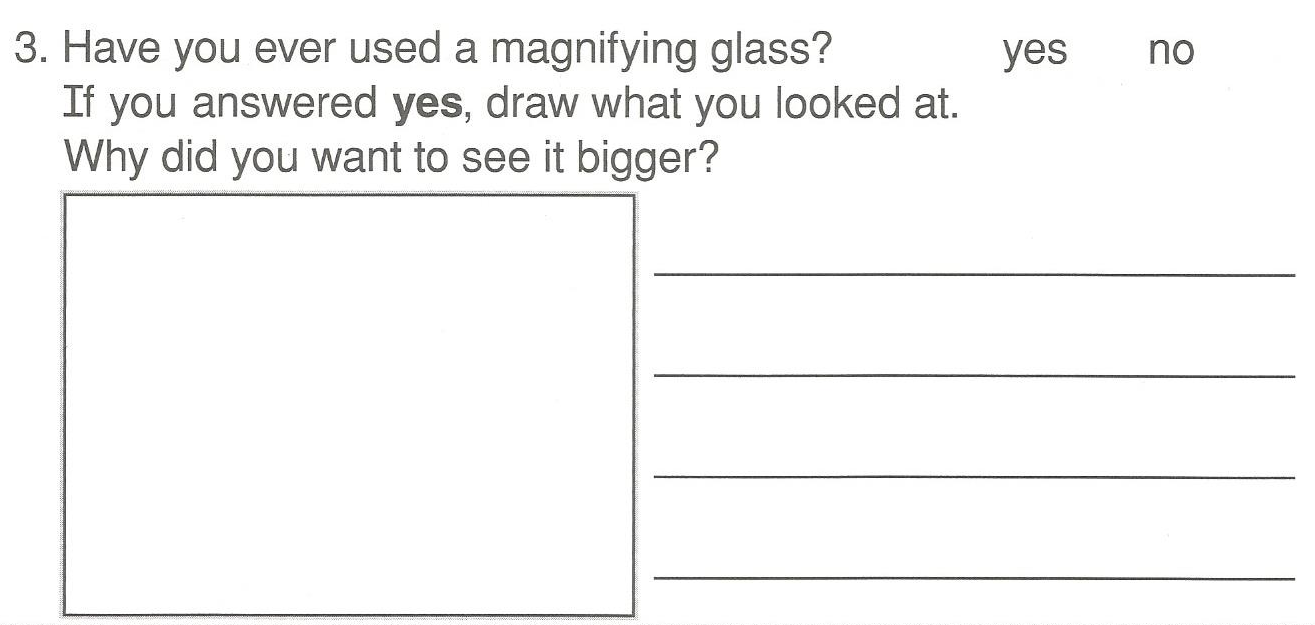 3. Have you ever used a magnifying glass? yes no
If you answered yes, draw what you looked at.
Why did you want to see it bigger?